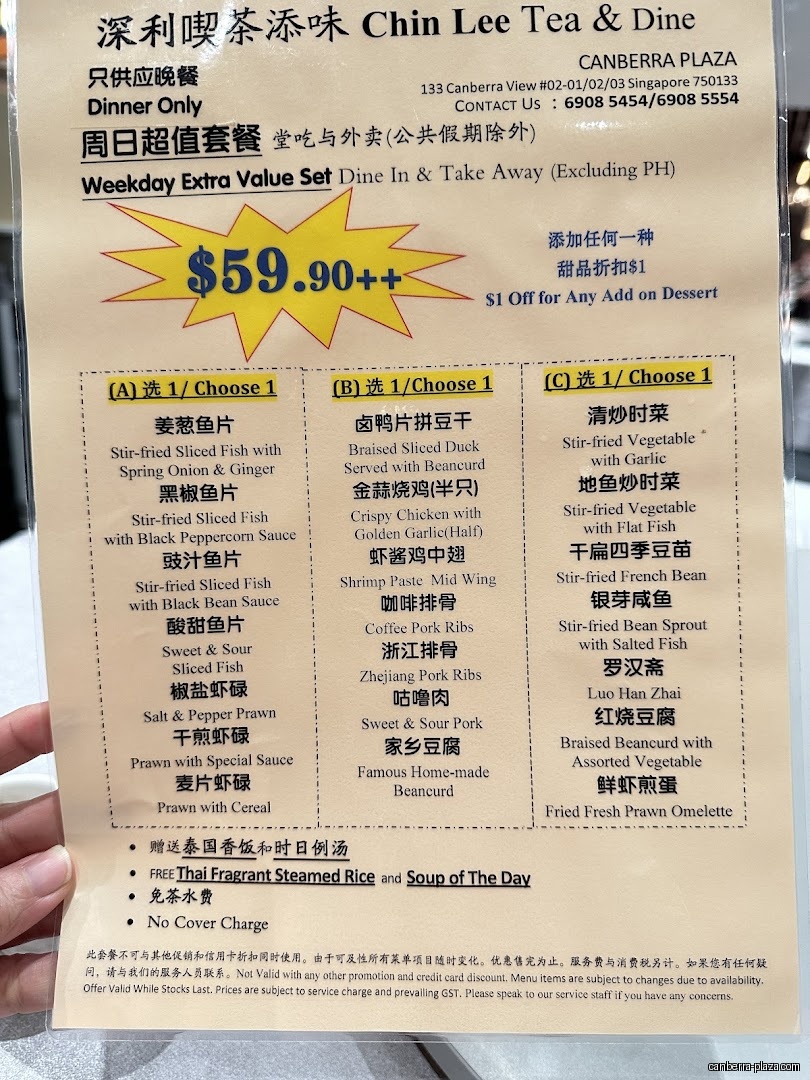 深利喫茶添味 Chin Lee Tea & Dine
只供应晚餐
Dinner Only
CANBERRA PLAZA
133 Canberra View #02-01/02/03 Singapore 750133
CONTACT US : 6908 5454/6908 5554
周日超值套餐 堂吃与外卖(公共假期除外)
Weekday Extra Value Set Dine In & Take Away (Excluding PH)
$59.90++
添加任何一种
甜品折扣$1
$1 Off for Any Add on Dessert
(A) 选 1/ Choose 1
姜葱鱼片
Stir-fried Sliced Fish with
Spring Onion & Ginger
黑椒鱼片
Stir-fried Sliced Fish
with Black Peppercorn Sauce
豉汁鱼片
Stir-fried Sliced Fish
with Black Bean Sauce
酸甜鱼片
Sweet & Sour
Sliced Fish
椒盐虾碌
Salt & Pepper Prawn
干煎虾碌
Prawn with Special Sauce
麦片虾碌
Prawn with Cereal
(B) 选 1/Choose 1
卤鸭片拼豆干
Braised Sliced Duck
Served with Beancurd
金蒜烧鸡(半只)
Crispy Chicken with
Golden Garlic(Half)
虾酱鸡中翅
Shrimp Paste Mid Wing
咖啡排骨
Coffee Pork Ribs
浙江排骨
Zhejiang Pork Ribs
咕噜肉
Sweet & Sour Pork
家乡豆腐
Famous Home-made
Beancurd
(C) 选 1/ Choose 1
清炒时菜
Stir-fried Vegetable
with Garlic
地鱼炒时菜
Stir-fried Vegetable
with Flat Fish
干扁四季豆苗
Stir-fried French Bean
银芽咸鱼
Stir-fried Bean Sprout
with Salted Fish
罗汉斋
Luo Han Zhai
红烧豆腐
Braised Beancurd with
Assorted Vegetable
鲜虾煎蛋
Fried Fresh Prawn Omelette
• 赠送泰国香饭和时日例汤
• FREE Thai Fragrant Steamed Rice and Soup of The Day
• 免茶水费
• No Cover Charge
此套餐不可与其他促销和信用卡折扣同时使用。由于可及性所有菜单项目随时变化。优惠售完为止。服务费与消费税另计。如果您有任何疑
问，请与我们的服务人员联系。Not Valid with any other promotion and credit card discount. Menu items are subject to changes due to availability.
Offer Valid While Stocks Last. Prices are subject to service charge and prevailing GST. Please speak to our service staff if you have any concerns.
canberra-plaza.com